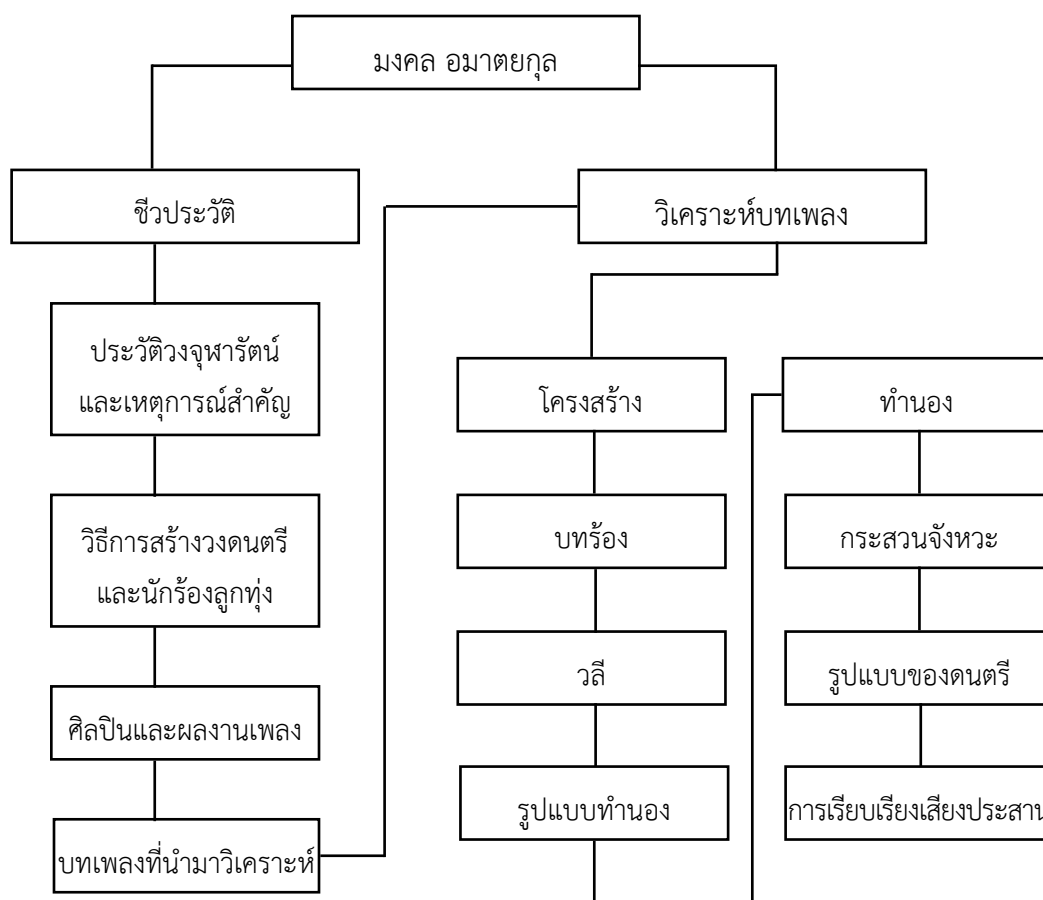 มงคล อมาตยกุล
ชีวประวัติ
วิเคราะห์บทเพลง
ประวัติวงจุฬารัตน์
และเหตุการณ์สำคัญ
โครงสร้าง
ทำนอง
วิธีการสร้างวงดนตรี
และนักร้องลูกทุ่ง
บทร้อง
กระสวนจังหวะ
วลี
รูปแบบของดนตรี
ศิลปินและผลงานเพลง
รูปแบบทำนอง
การเรียบเรียงเสียงประสาน
บทเพลงที่นำมาวิเคราะห์